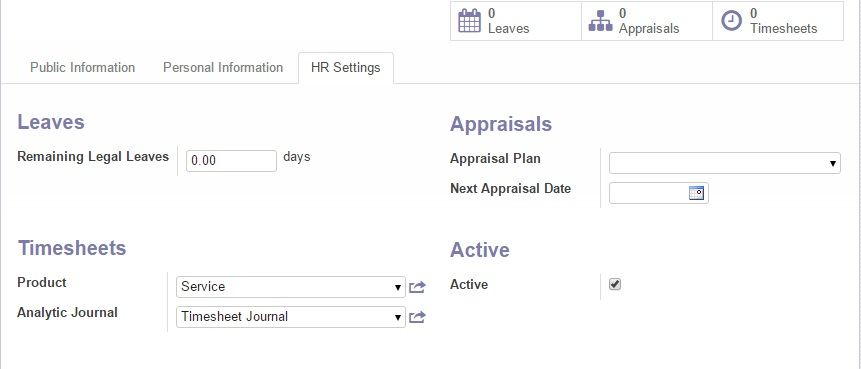 0 0 0
Leaves Appraisals Timesheets
Public Information Personal Information HR Settings
Leaves
Remaining Legal Leaves 0.00 days
Appraisals
Appraisal Plan
Next Appraisal Date
Timesheets
Product Service
Analytic Journal Timesheet Journal
Active
Active